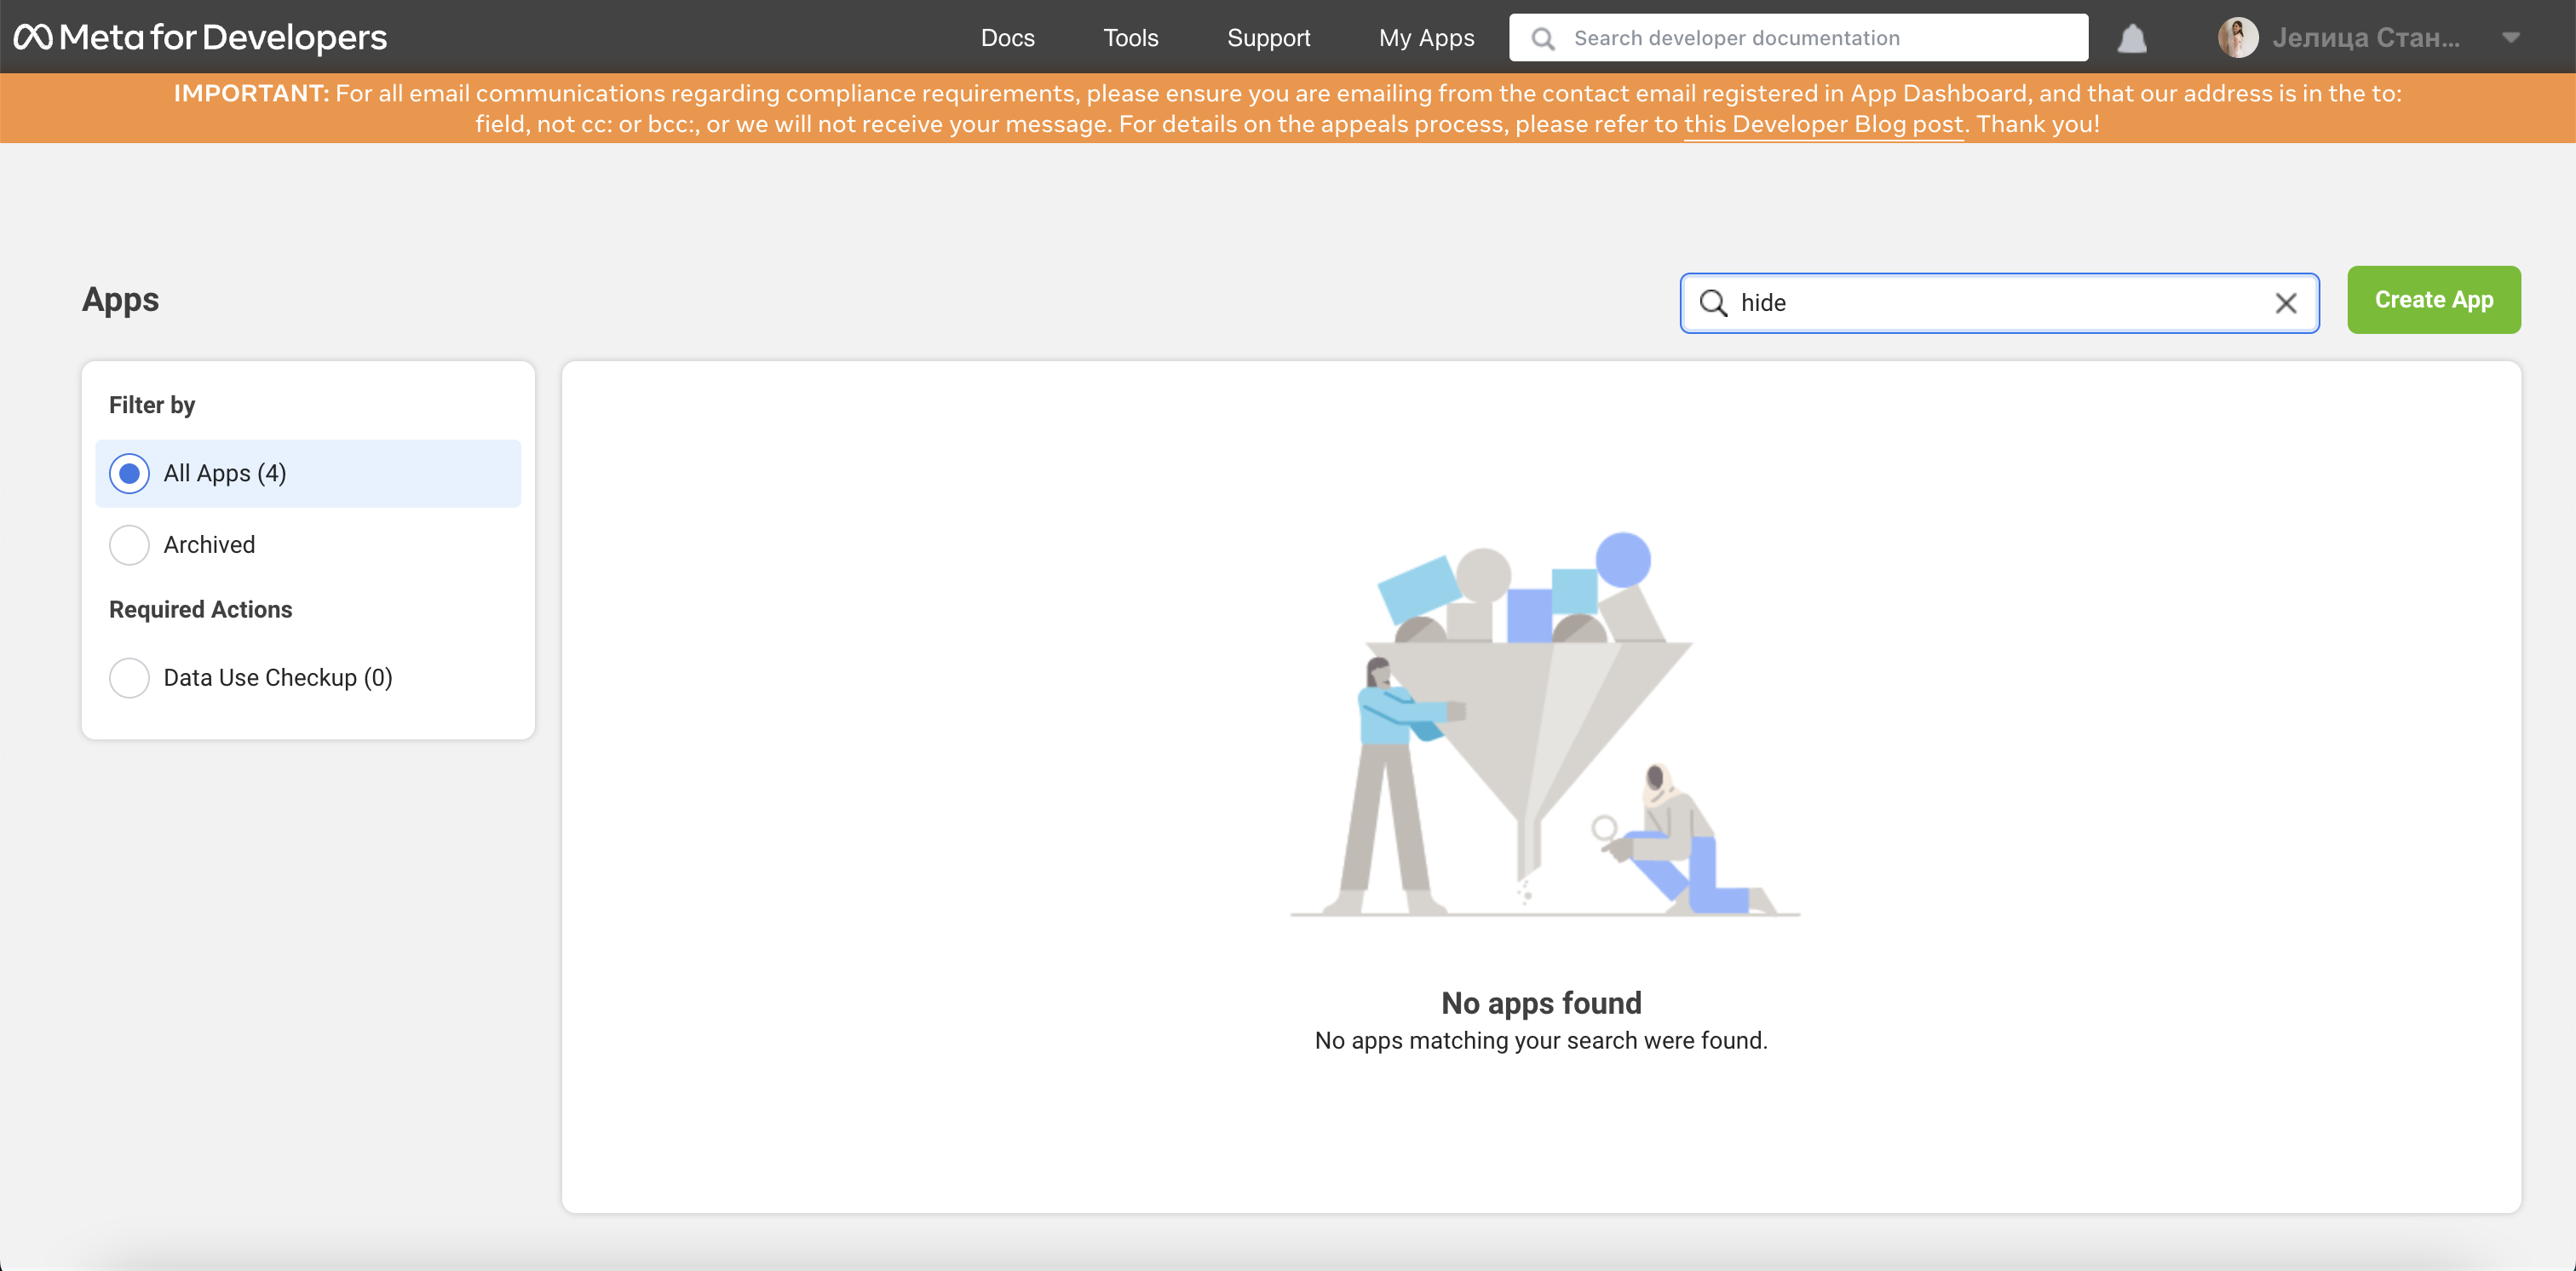 Meta for Developers
Docs
Tools
Support
My Apps
Search developer documentation
Јелица Стан...
IMPORTANT: For all email communications regarding compliance requirements, please ensure you are emailing from the contact email registered in App Dashboard, and that our address is in the to:
field, not cc: or bcc:, or we will not receive your message. For details on the appeals process, please refer to this Developer Blog post. Thank you!
Apps
hide
Create App
Filter by
All Apps (4)
Archived
Required Actions
Data Use Checkup (0)
No apps found
No apps matching your search were found.